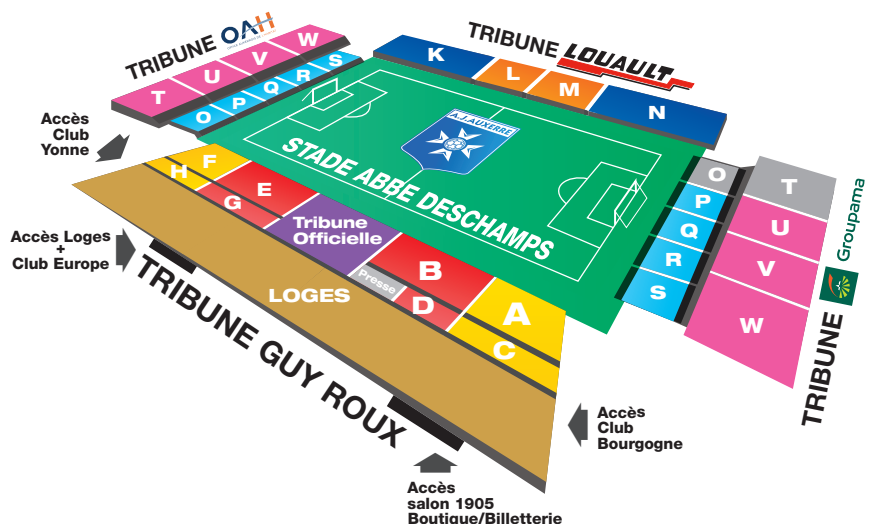 TRIBUNE OAH
W
V
U
T
S
R
Q
P
O
TRIBUNE LOUAULT
K
L
M
N
Accès
Club
Yonne
A.J.AUXERRE
STADE ABBE DESCHAMPS
F
H
E
G
Tribune
Officielle
B
Presse
D
A
C
O
P
Q
R
S
T
U
V
W
TRIBUNE Groupama
Accès Loges
+
Club Europe
LOGES
TRIBUNE GUY ROUX
Accès
Club
Bourgogne
Accès
salon 1905
Boutique/Billetterie